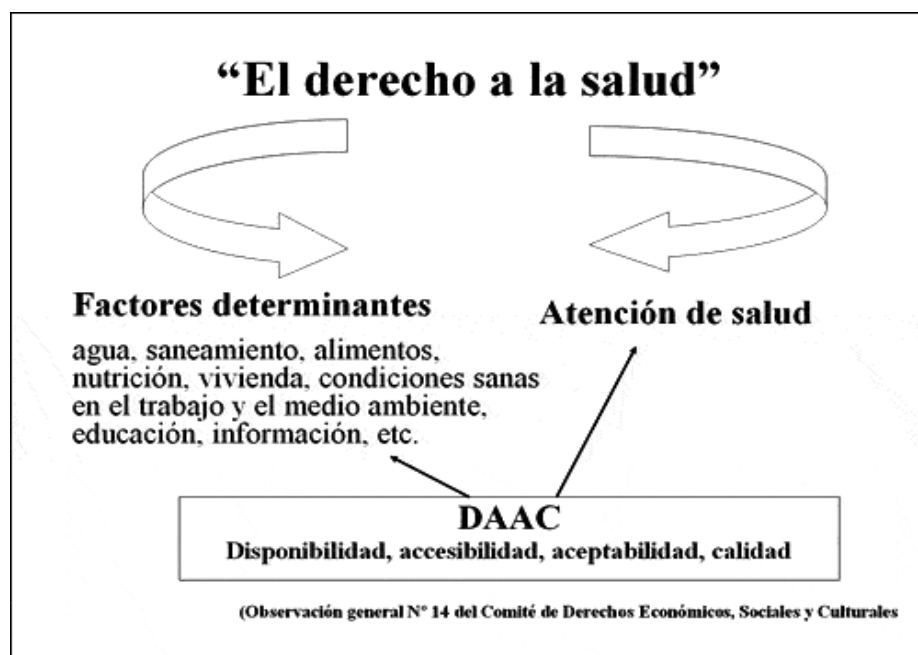 “El derecho a la salud”
Factores determinantes
agua, saneamiento, alimentos,
nutrición, vivienda, condiciones sanas
en el trabajo y el medio ambiente,
educación, información, etc.
Atención de salud
DAAC
Disponibilidad, accesibilidad, aceptabilidad, calidad
(Observación general Nº 14 del Comité de Derechos Económicos, Sociales y Culturales